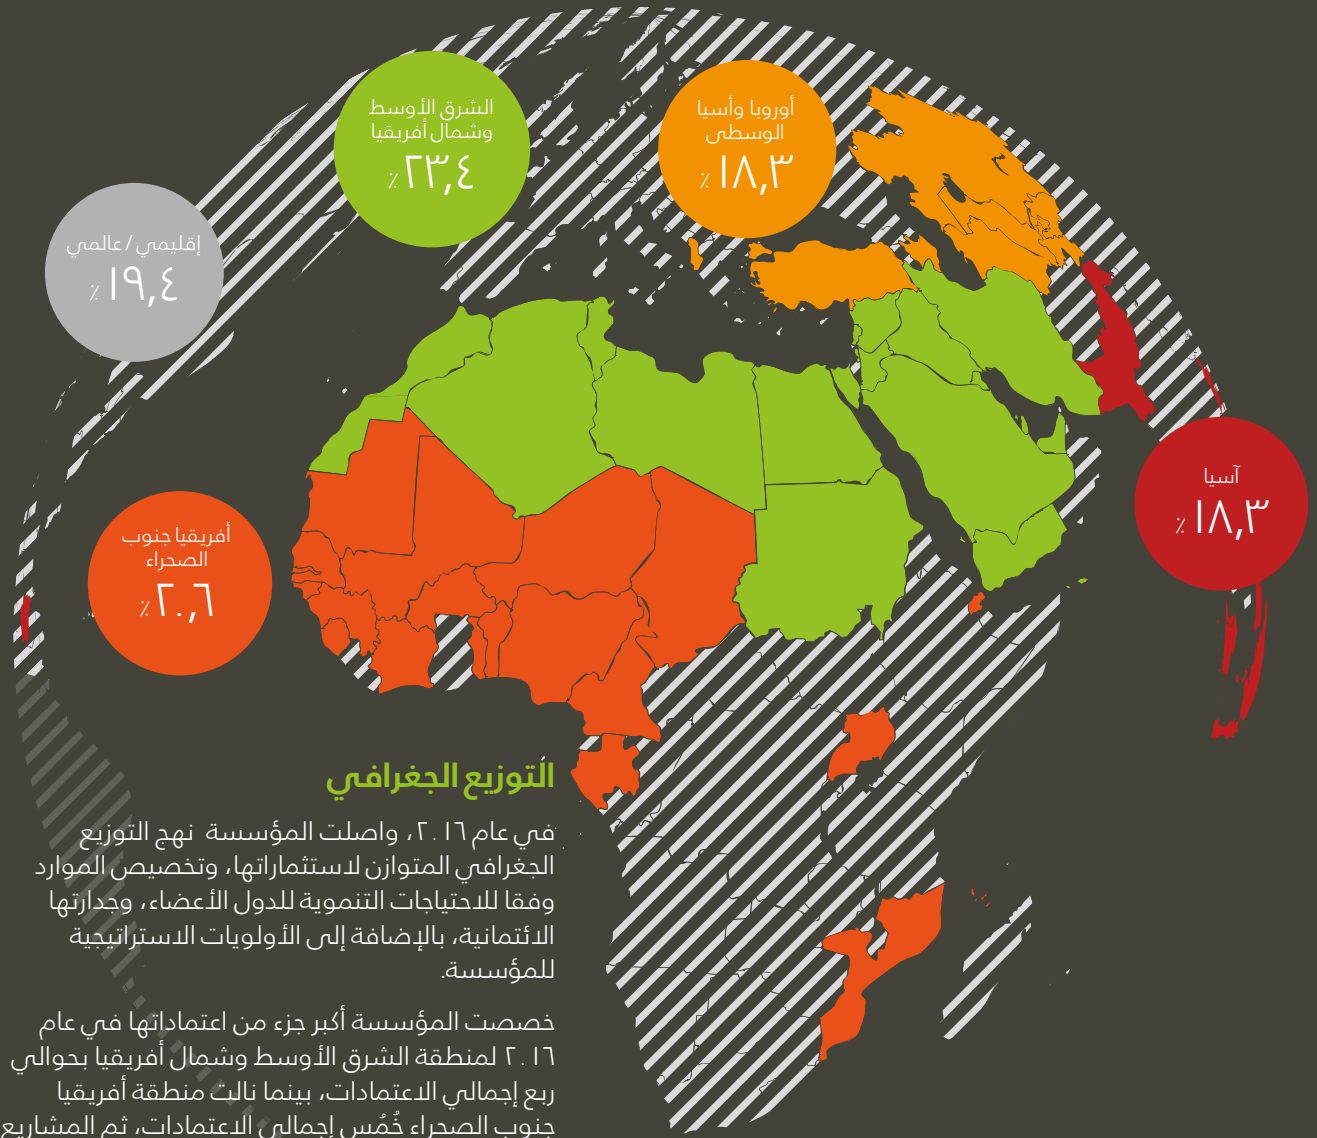 الشرق الأوسط
وشمال أفريقيا
٢٣,٤ ٪
أوروبا وأسيا
الوسطى
١٨,٣ ٪
إقليمي / عالمي
١٩,٤ ٪
آسيا
١٨,٣ ٪
أفريقيا جنوب
الصحراء
٢٠,٦ ٪
التوزيع الجغرافي
في عام ٢٠١٦، واصلت المؤسسة نهج التوزيع
الجغرافي المتوازن لاستثماراتها، وتخصيص الموارد
وفقا للاحتياجات التنموية للدول الأعضاء، وجدارتها
الائتمانية، بالإضافة إلى الأولويات الاستراتيجية
للمؤسسة.
خصصت المؤسسة أكبر جزء من اعتماداتها في عام
٢٠١٦ لمنطقة الشرق الأوسط وشمال أفريقيا بحوالي
ربع إجمالي الاعتمادات، بينما نالت منطقة أفريقيا
جنوب الصحراء خُمُس إجمالي الاعتمادات، ثم المشاريع